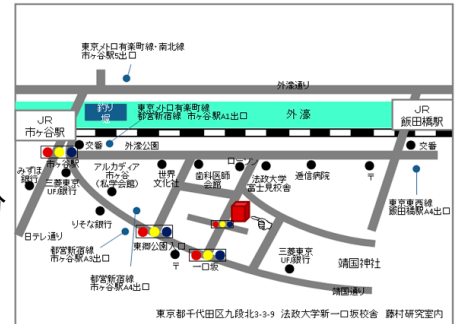 東京メトロ有楽町線・南北線
市ヶ谷駅5出口
外濠通り
釣り
堀
東京メトロ有楽町線
都営新宿線 市ヶ谷駅A1出口
外濠
JR
市ヶ谷駅
JR
飯田橋駅
交番
外濠公園
交番
市ヶ谷駅
みずほ
銀行
三菱東京
UFJ銀行
アルカディア
市ヶ谷
(私学会館)
世界
文化社
歯科医師
会館
ローソン
法政大学
富士見校舎
逓信病院
〒
東京東西線
飯田橋駅A4出口
りそな銀行
日テレ通り
都営新宿線
市ヶ谷駅A3出口
東郷公園入口
〒
一口坂
三菱東京
UFJ銀行
靖国神社
都営新宿線
市ヶ谷駅A4出口
靖国通り
東京都千代田区九段北3-3-9 法政大学新一口坂校舎 藤村研究室内